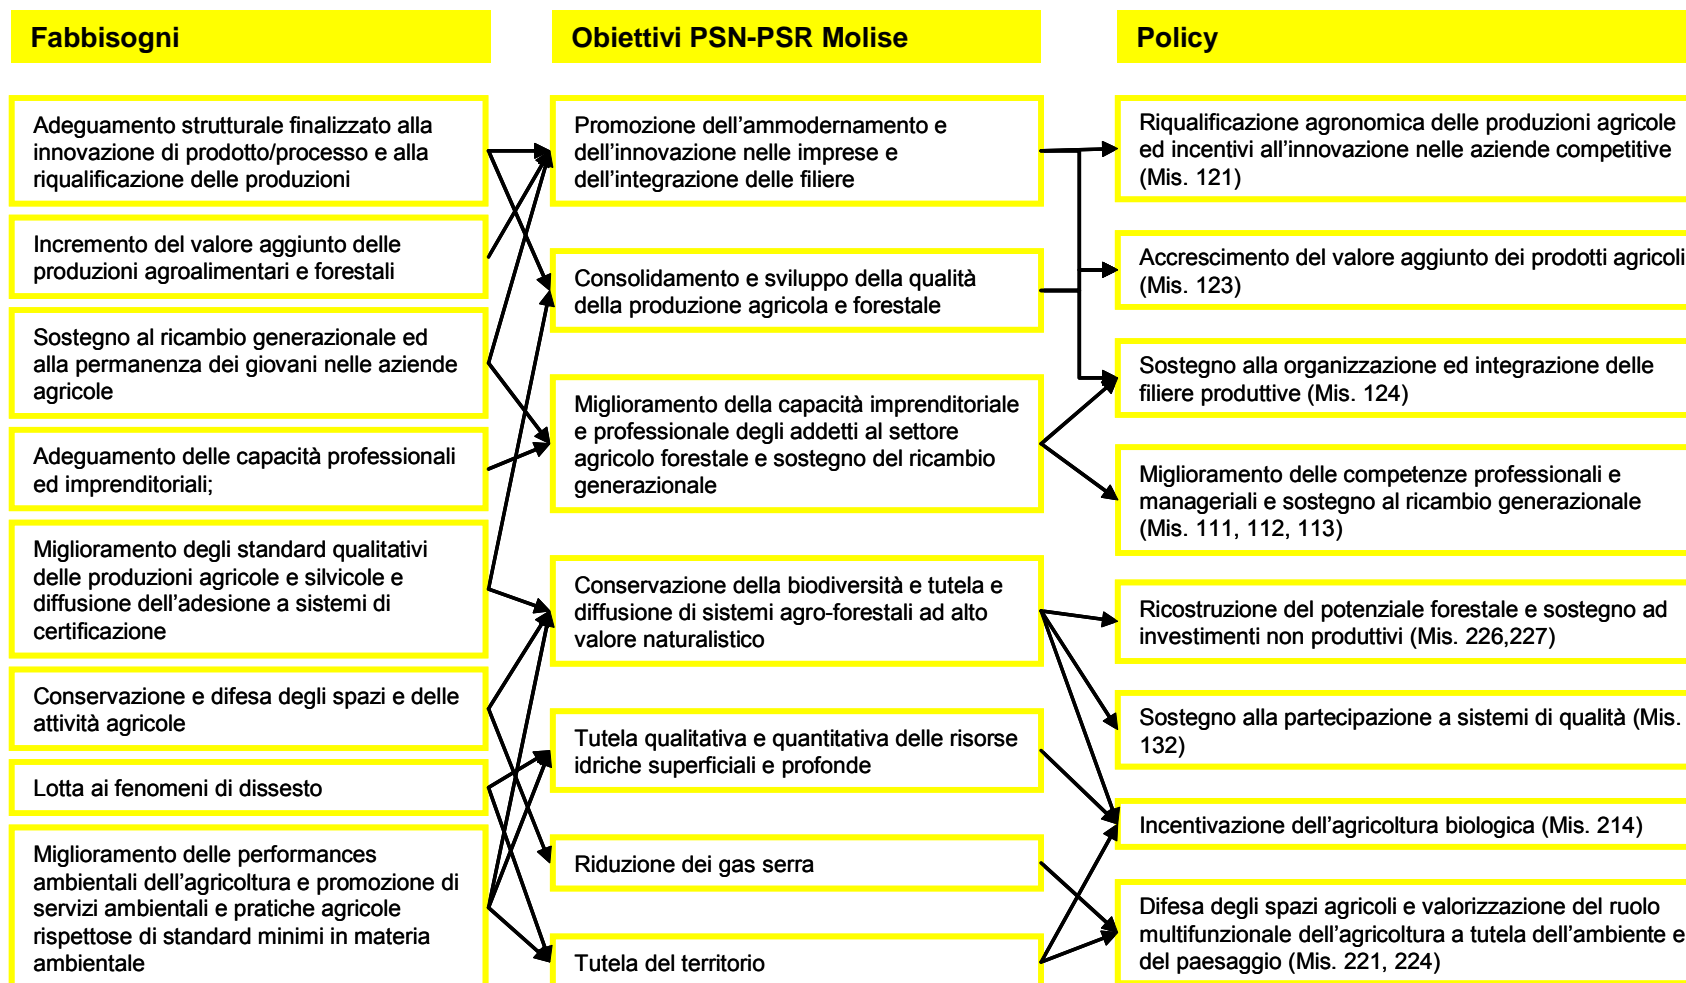 Fabbisogni
Adeguamento strutturale finalizzato alla
innovazione di prodotto/processo e alla
riqualificazione delle produzioni
Incremento del valore aggiunto delle
produzioni agroalimentari e forestali
Sostegno al ricambio generazionale ed
alla permanenza dei giovani nelle aziende
agricole
Adeguamento delle capacità professionali
ed imprenditoriali;
Miglioramento degli standard qualitativi
delle produzioni agricole e silvicole e
diffusione dell’adesione a sistemi di
certificazione
Conservazione e difesa degli spazi e delle
attività agricole
Lotta ai fenomeni di dissesto
Miglioramento delle performances
ambientali dell’agricoltura e promozione di
servizi ambientali e pratiche agricole
rispettose di standard minimi in materia
ambientale
Obiettivi PSN-PSR Molise
Promozione dell’ammodernamento e
dell’innovazione nelle imprese e
dell’integrazione delle filiere
Consolidamento e sviluppo della qualità
della produzione agricola e forestale
Miglioramento della capacità imprenditoriale
e professionale degli addetti al settore
agricolo forestale e sostegno del ricambio
generazionale
Conservazione della biodiversità e tutela e
diffusione di sistemi agro-forestali ad alto
valore naturalistico
Tutela qualitativa e quantitativa delle risorse
idriche superficiali e profonde
Riduzione dei gas serra
Tutela del territorio
Policy
Riqualificazione agronomica delle produzioni agricole
ed incentivi all’innovazione nelle aziende competitive
(Mis. 121)
Accrescimento del valore aggiunto dei prodotti agricoli
(Mis. 123)
Sostegno alla organizzazione ed integrazione delle
filiere produttive (Mis. 124)
Miglioramento delle competenze professionali e
manageriali e sostegno al ricambio generazionale
(Mis. 111, 112, 113)
Ricostruzione del potenziale forestale e sostegno ad
investimenti non produttivi (Mis. 226,227)
Sostegno alla partecipazione a sistemi di qualità (Mis.
132)
Incentivazione dell’agricoltura biologica (Mis. 214)
Difesa degli spazi agricoli e valorizzazione del ruolo
multifunzionale dell’agricoltura a tutela dell’ambiente e
del paesaggio (Mis. 221, 224)